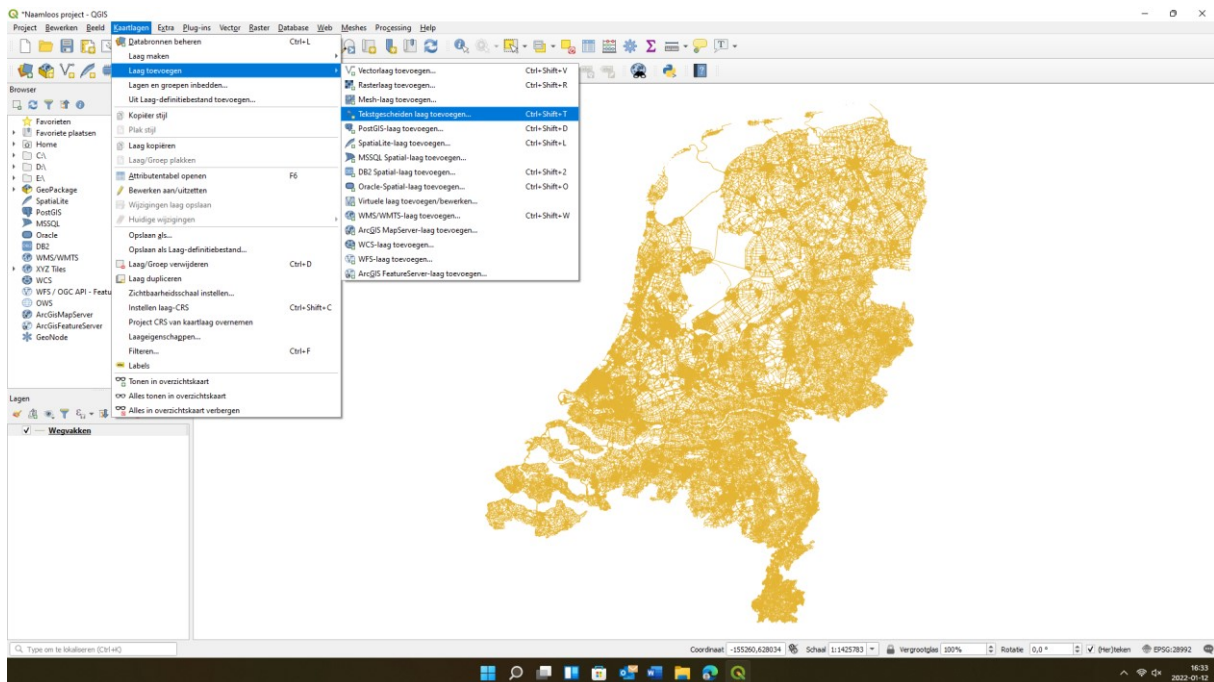 *Naamloos project - QGIS
Project Bewerken Beeld Kaartlagen Extra Plug-ins Vector Raster Database Web Meshes Processing Help
Databronnen beheren Ctrl+L
Laag maken
Laag toevoegen
Lagen en groepen inbedden...
Uit Laag-definitiebestand toevoegen...
Kopiëer stijl
Plak stijl
Laag kopiëren
Laag/Groep plakken
Attributentabel openen F6
Bewerken aan/uitzetten
Wijzigingen laag opslaan
Huidige wijzigingen
Opslaan als...
Opslaan als Laag-definitiebestand...
Laag/Groep verwijderen Ctrl+D
Laag dupliceren
Zichtbaarheidsschaal instellen...
Instellen laag-CRS Ctrl+Shift+C
Project CRS van kaartlaag overnemen
Laageigenschappen...
Filteren... Ctrl+F
Labels
Tonen in overzichtskaart
Alles tonen in overzichtskaart
Alles in overzichtskaart verbergen
Vectorlaag toevoegen... Ctrl+Shift+V
Rasterlaag toevoegen... Ctrl+Shift+R
Mesh-laag toevoegen...
Tekstgescheiden laag toevoegen... Ctrl+Shift+T
PostGIS-laag toevoegen... Ctrl+Shift+D
SpatiaLite-laag toevoegen... Ctrl+Shift+L
MSSQL Spatial-laag toevoegen...
DB2 Spatial-laag toevoegen... Ctrl+Shift+2
Oracle-Spatial-laag toevoegen... Ctrl+Shift+O
Virtuele laag toevoegen/bewerken...
WMS/WMTS-laag toevoegen... Ctrl+Shift+W
ArcGIS MapServer-laag toevoegen...
WCS-laag toevoegen...
WFS-laag toevoegen...
ArcGIS FeatureServer-laag toevoegen...
Browser
Favorieten
Favoriete plaatsen
Home
C:\
D:\
E:\
GeoPackage
SpatiaLite
PostGIS
MSSQL
Oracle
DB2
WMS/WMTS
XYZ Tiles
WCS
WFS / OGC API - Featu
OWS
ArcGisMapServer
ArcGisFeatureServer
GeoNode
Lagen
Wegvakken
Type om te lokaliseren (Ctrl+K)
Coördinaat -155260,628034 Schaal 1:1425783 Vergrootglas 100% Rotatie 0,0 ° (Her)teken EPSG:28992
16:33
2022-01-12